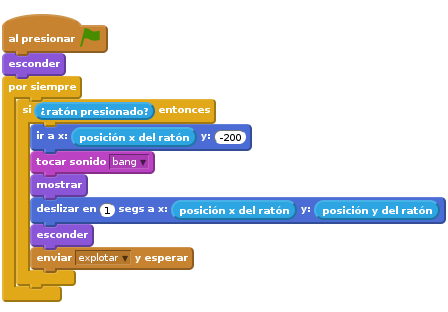 al presionar
esconder
por siempre
si ¿ratón presionado? entonces
ir a x: posición x del ratón y: -200
tocar sonido bang
mostrar
deslizar en 1 segs a x: posición x del ratón y: posición y del ratón
esconder
enviar explotar y esperar